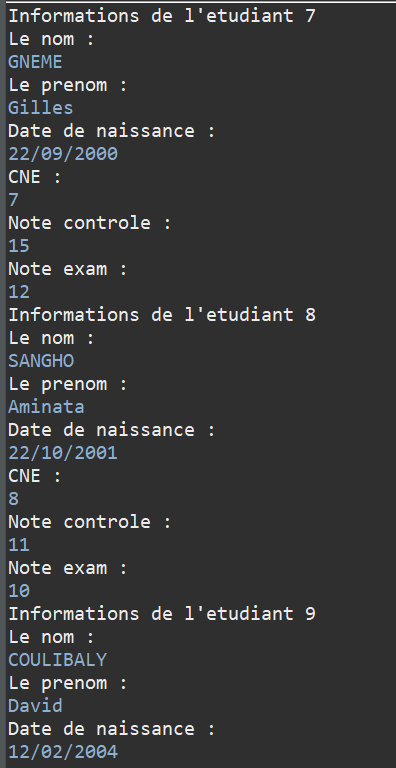 Informations de l'etudiant 7
Le nom :
GNEME
Le prenom :
Gilles
Date de naissance :
22/09/2000
CNE :
7
Note controle :
15
Note exam :
12
Informations de l'etudiant 8
Le nom :
SANGHO
Le prenom :
Aminata
Date de naissance :
22/10/2001
CNE :
8
Note controle :
11
Note exam :
10
Informations de l'etudiant 9
Le nom :
COULIBALY
Le prenom :
David
Date de naissance :
12/02/2004